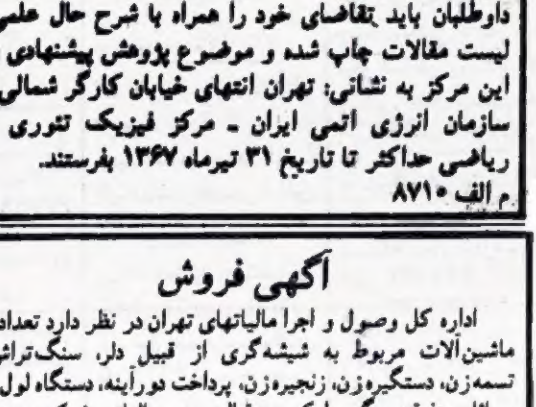 داوطلبان باید تقاضای خود را همراه با شرح حال علمی
لیست مقالات چاپ شده و موضوع پژوهش پیشنهادی
این مرکز به نشانی: تهران انتهای خیابان کارگر شمالی
سازمان انرژی اتمی ایران ـ مرکز فیزیک تئوری
ریاضی حداکثر تا تاریخ ۳۱ تیرماه ۱۳۶۷ بفرستند.
م الف ۸۷۱۰
آگهی فروش
اداره کل وصول و اجرا مالیاتهای تهران در نظر دارد تعداد
ماشین‌آلات مربوط به شیشه‌گری از قبیل دلر، سنگ‌تراش
تسمه‌زن، دستگیره‌زن، زنجیره‌زن، پرداخت دورآینه، دستگاه لول